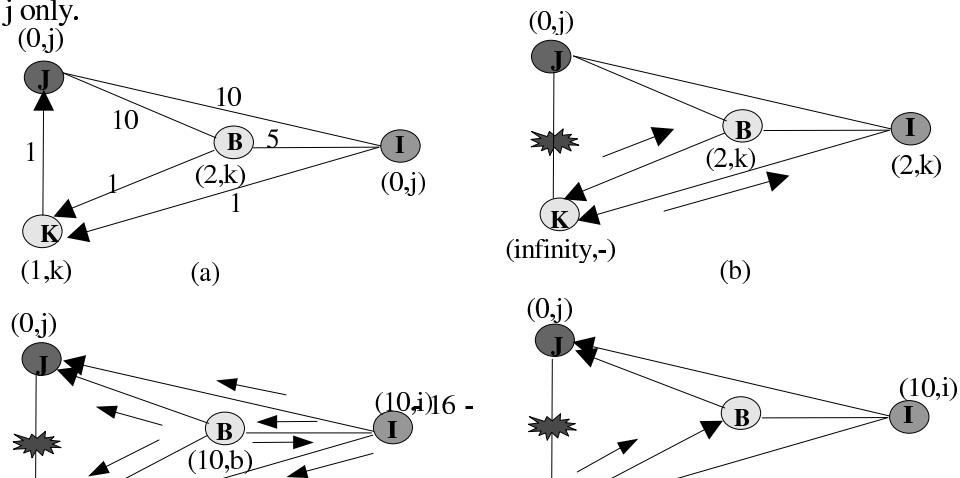 j only.
(0,j)
J
10
10
B
5
I
1
(2,k)
(0,j)
1
1
K
(1,k)
(a)
(0,j)
J
B
I
(2,k)
(2,k)
K
(infinity,-)
(b)
(0,j)
J
(10,i)
- 16 -
B
I
(10,b)
(0,j)
J
(10,i)
B
I